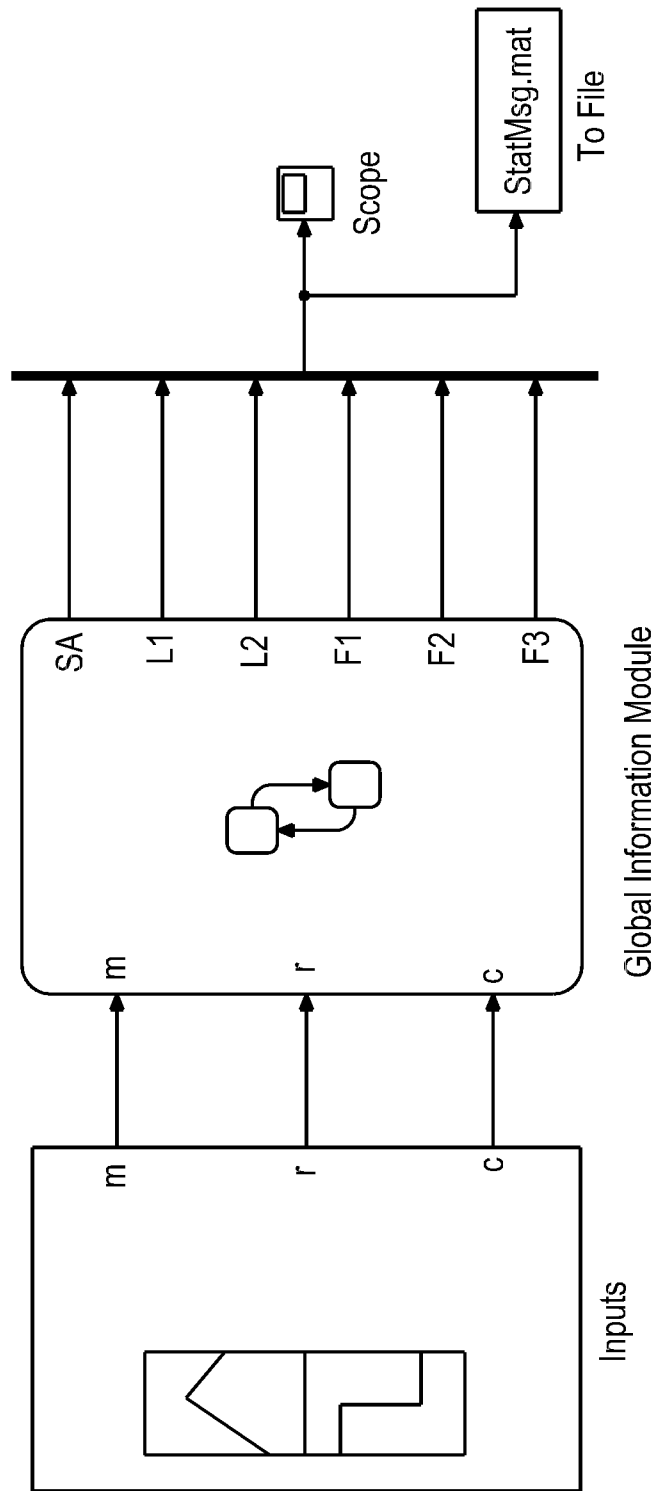 m
r
c
Inputs
m
r
c
SA
L1
L2
F1
F2
F3
Global Information Module
Scope
StatMsg.mat
To File